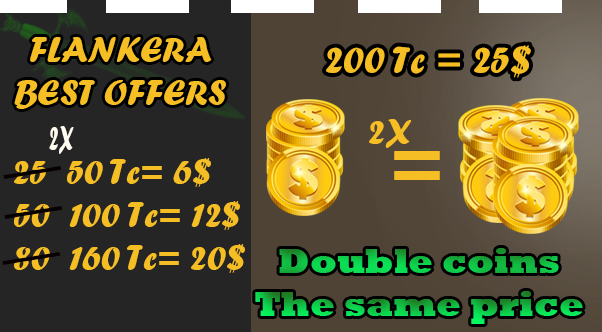 FLANKERA
BEST OFFERS
2X
25 50 Tc= 6$
50 100 Tc= 12$
80 160 Tc= 20$
200 Tc = 25$
2X
=
Double coins
The same price